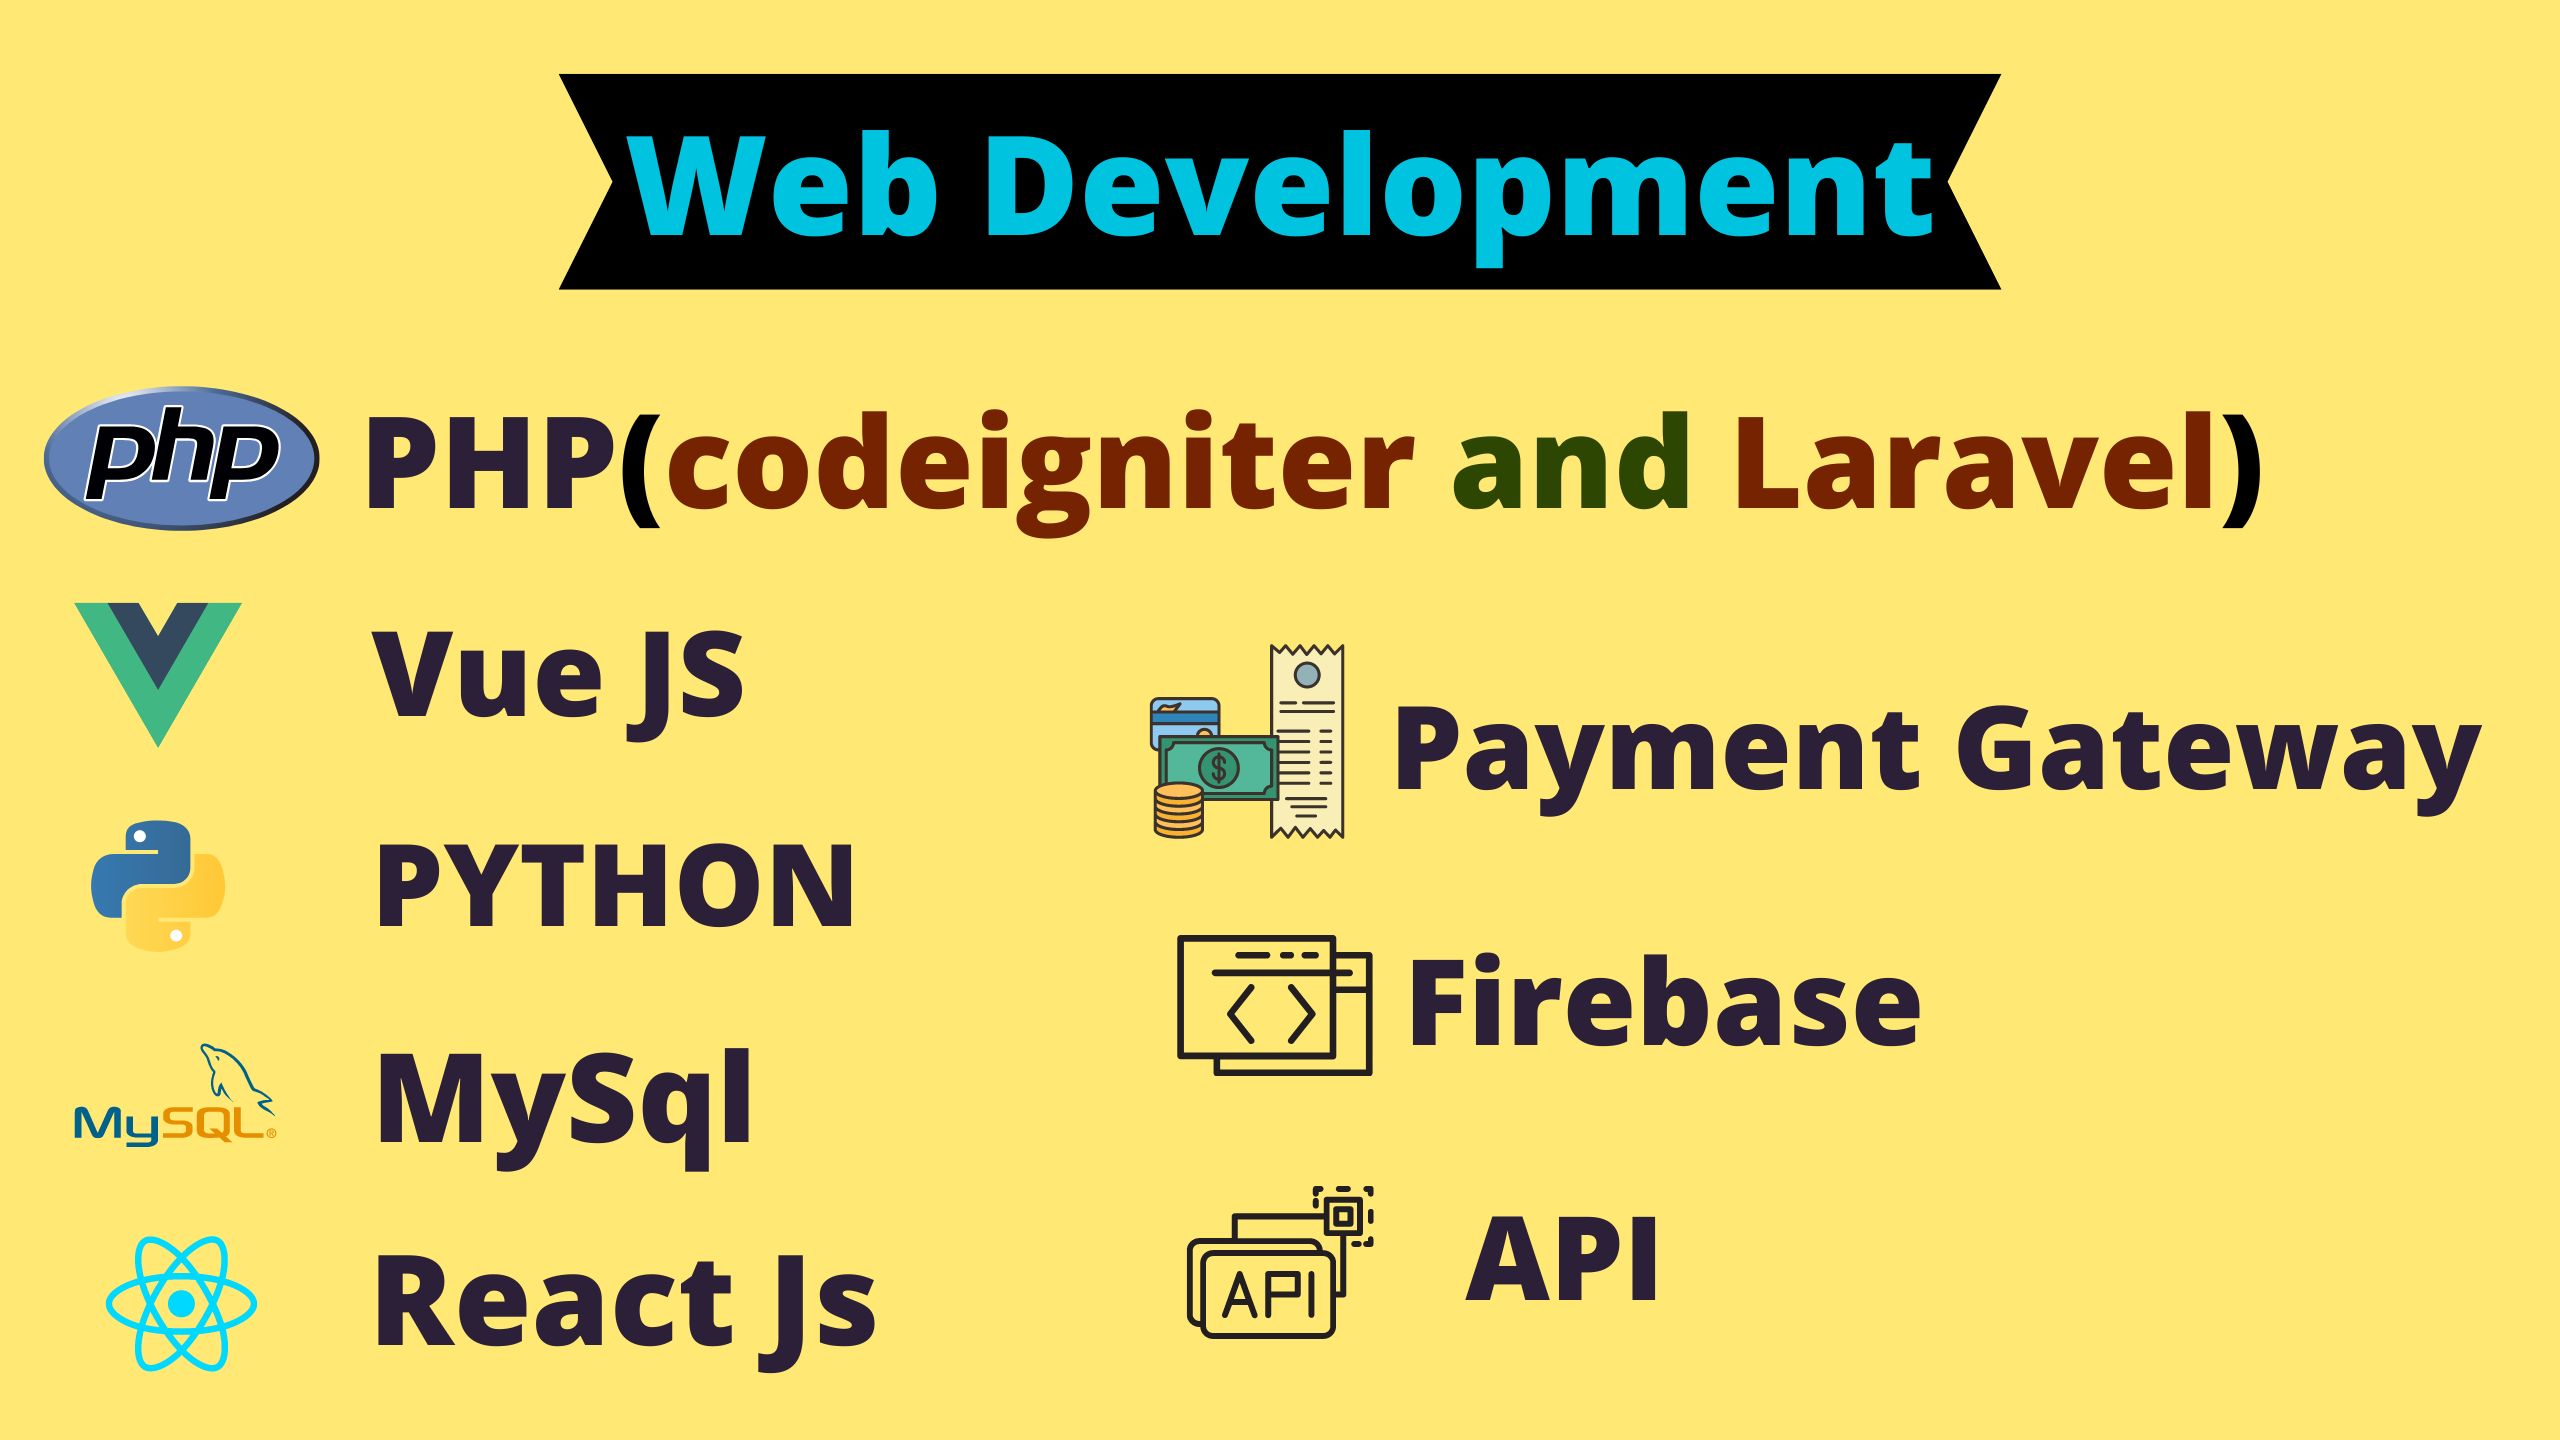 Web Development
php PHP(codeigniter and Laravel)
Vue JS
PYTHON
MySQL® MySql
React Js
$ Payment Gateway
Firebase
API API